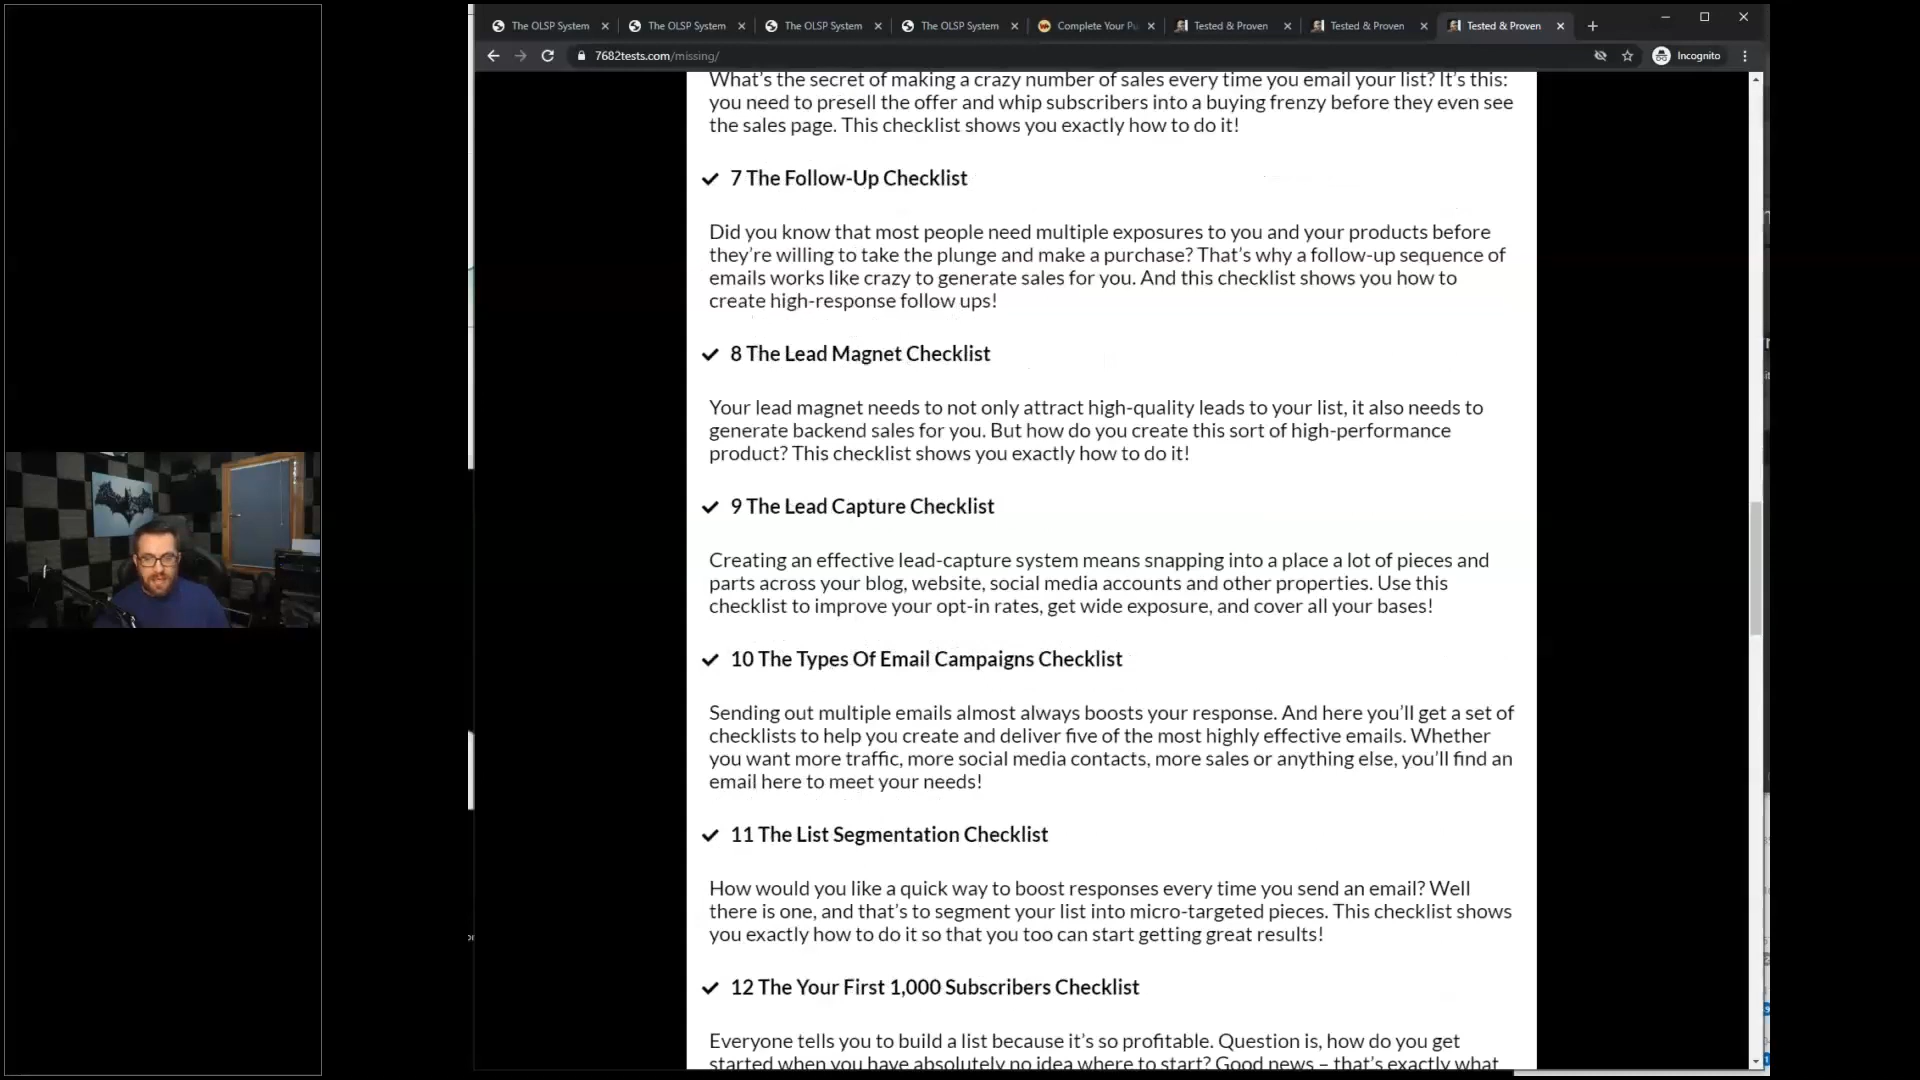 The OLSP System
The OLSP System
The OLSP System
The OLSP System
Complete Your Pu
Tested & Proven
Tested & Proven
Tested & Proven
7682tests.com/missing/
Incognito
What's the secret of making a crazy number of sales every time you email your list? It's this:
you need to presell the offer and whip subscribers into a buying frenzy before they even see
the sales page. This checklist shows you exactly how to do it!
7 The Follow-Up Checklist
Did you know that most people need multiple exposures to you and your products before
they're willing to take the plunge and make a purchase? That's why a follow-up sequence of
emails works like crazy to generate sales for you. And this checklist shows you how to
create high-response follow ups!
8 The Lead Magnet Checklist
Your lead magnet needs to not only attract high-quality leads to your list, it also needs to
generate backend sales for you. But how do you create this sort of high-performance
product? This checklist shows you exactly how to do it!
9 The Lead Capture Checklist
Creating an effective lead-capture system means snapping into a place a lot of pieces and
parts across your blog, website, social media accounts and other properties. Use this
checklist to improve your opt-in rates, get wide exposure, and cover all your bases!
10 The Types Of Email Campaigns Checklist
Sending out multiple emails almost always boosts your response. And here you'll get a set of
checklists to help you create and deliver five of the most highly effective emails. Whether
you want more traffic, more social media contacts, more sales or anything else, you'll find an
email here to meet your needs!
11 The List Segmentation Checklist
How would you like a quick way to boost responses every time you send an email? Well
there is one, and that's to segment your list into micro-targeted pieces. This checklist shows
you exactly how to do it so that you too can start getting great results!
12 The Your First 1,000 Subscribers Checklist
Everyone tells you to build a list because it's so profitable. Question is, how do you get
started when you have absolutely no idea where to start? Good news – that's exactly what